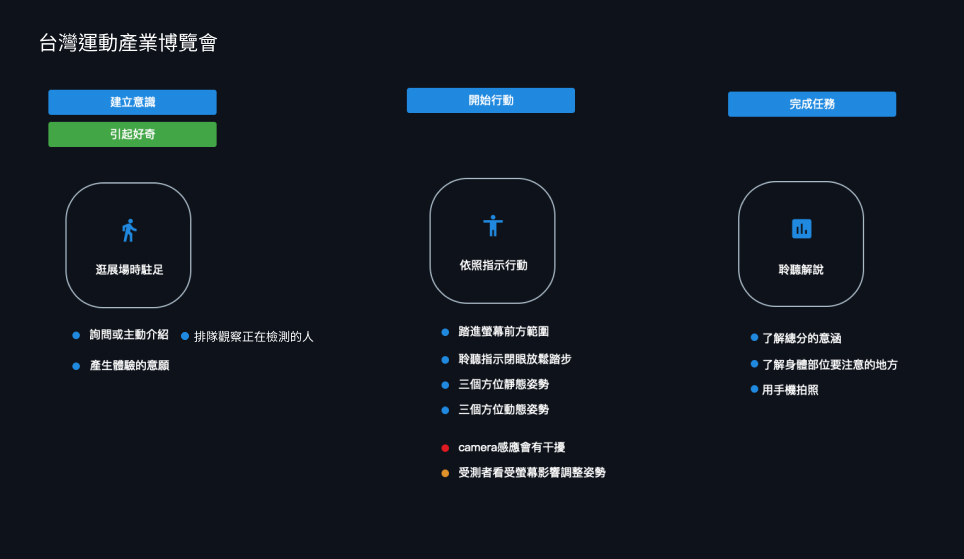 台灣運動產業博覽會
建立意識
引起好奇
逛展場時駐足
詢問或主動介紹
排隊觀察正在檢測的人
產生體驗的意願
開始行動
依照指示行動
踏進螢幕前方範圍
聆聽指示閉眼放鬆踏步
三個方位靜態姿勢
三個方位動態姿勢
camera感應會有干擾
受測者看受螢幕影響調整姿勢
完成任務
聆聽解說
了解總分的意涵
了解身體部位要注意的地方
用手機拍照